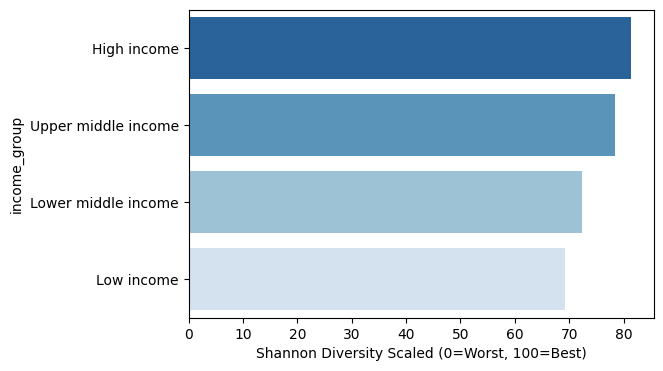 High income
Upper middle income
Lower middle income
Low income
income_group
0 10 20 30 40 50 60 70 80
Shannon Diversity Scaled (0=Worst, 100=Best)